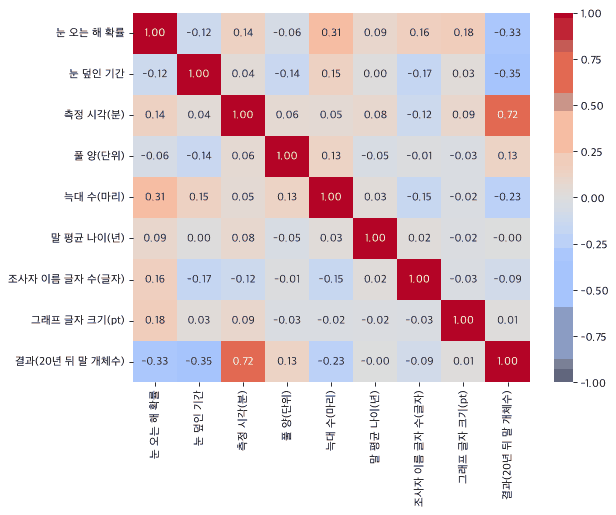 눈 오는 해 확률 1.00 -0.12 0.14 -0.06 0.31 0.09 0.16 0.18 -0.33
눈 덮인 기간 -0.12 1.00 0.04 -0.14 0.15 0.00 -0.17 0.03 -0.35
측정 시각(분) 0.14 0.04 1.00 0.06 0.05 0.08 -0.12 0.09 0.72
풀 양(단위) -0.06 -0.14 0.06 1.00 0.13 -0.05 -0.01 -0.03 0.13
늑대 수(마리) 0.31 0.15 0.05 0.13 1.00 0.03 -0.15 -0.02 -0.23
말 평균 나이(년) 0.09 0.00 0.08 -0.05 0.03 1.00 0.02 -0.02 -0.00
조사자 이름 글자 수(글자) 0.16 -0.17 -0.12 -0.01 -0.15 0.02 1.00 -0.03 -0.09
그래프 글자 크기(pt) 0.18 0.03 0.09 -0.03 -0.02 -0.02 -0.03 1.00 0.01
결과(20년 뒤 말 개체수) -0.33 -0.35 0.72 0.13 -0.23 -0.00 -0.09 0.01 1.00
눈 오는 해 확률
눈 덮인 기간
측정 시각(분)
풀 양(단위)
늑대 수(마리)
말 평균 나이(년)
조사자 이름 글자 수(글자)
그래프 글자 크기(pt)
결과(20년 뒤 말 개체수)
1.00
0.75
0.50
0.25
0.00
-0.25
-0.50
-0.75
-1.00